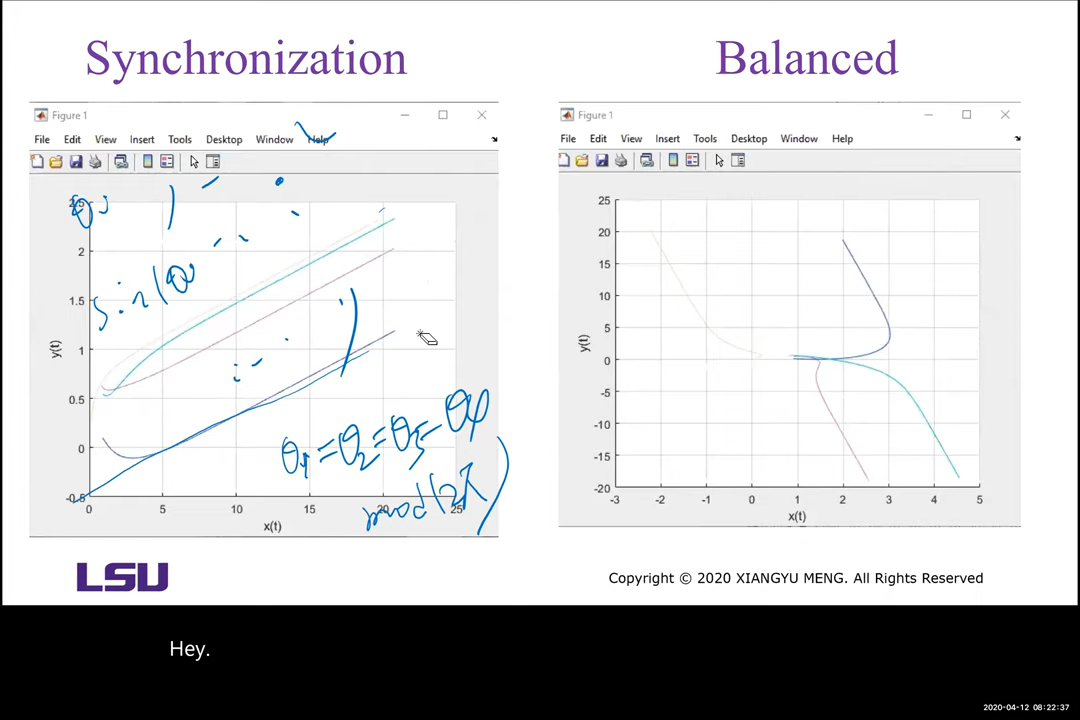 Synchronization
Balanced
Figure 1
File Edit View Insert Tools Desktop Window Help
2
1.5
1
0.5
0
-0.5
0 5 10 15 20 25
y(t)
x(t)
sin(θ
θ1=θ2=θ3=θ4
mod(2π)
Figure 1
File Edit View Insert Tools Desktop Window Help
25
20
15
10
5
0
-5
-10
-15
-20
-3 -2 -1 0 1 2 3 4 5
y(t)
x(t)
LSU
Copyright © 2020 XIANGYU MENG. All Rights Reserved
Hey.
2020-04-12 08:22:37